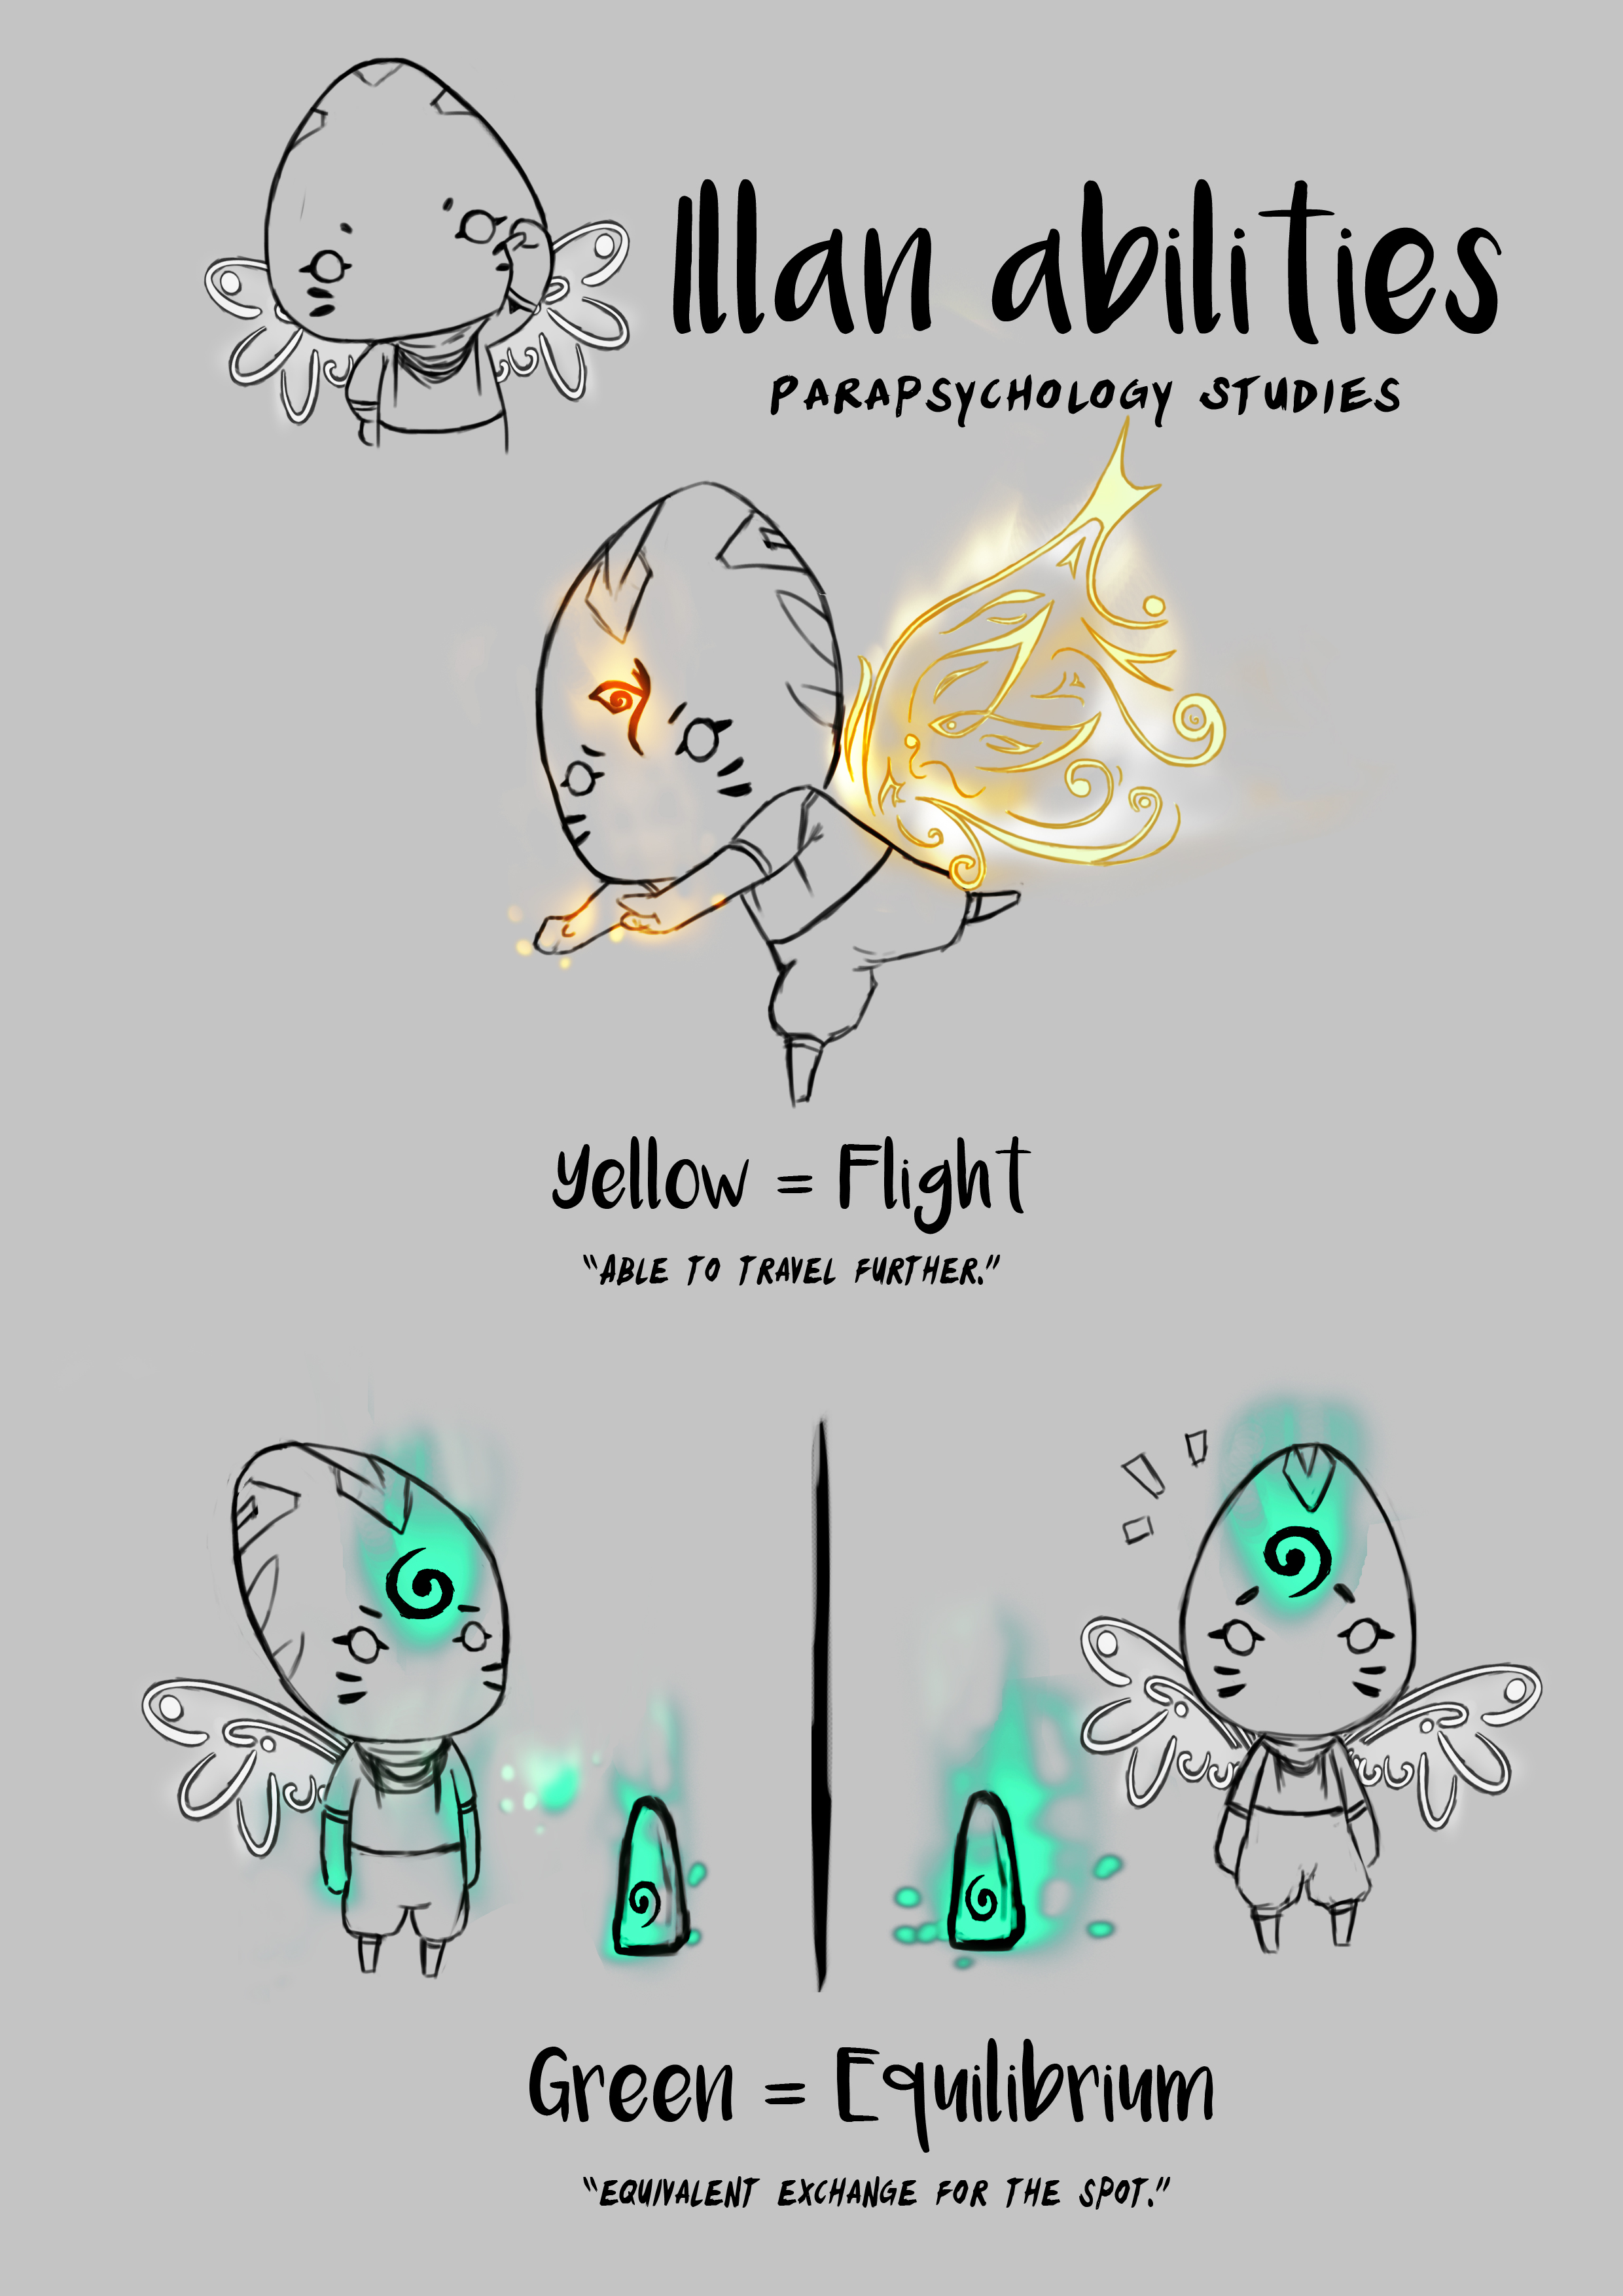 Illan abilities
PARAPSYCHOLOGY STUDIES
Yellow = Flight
"ABLE TO TRAVEL FURTHER."
Green = Equilibrium
"EQUIVALENT EXCHANGE FOR THE SPOT."